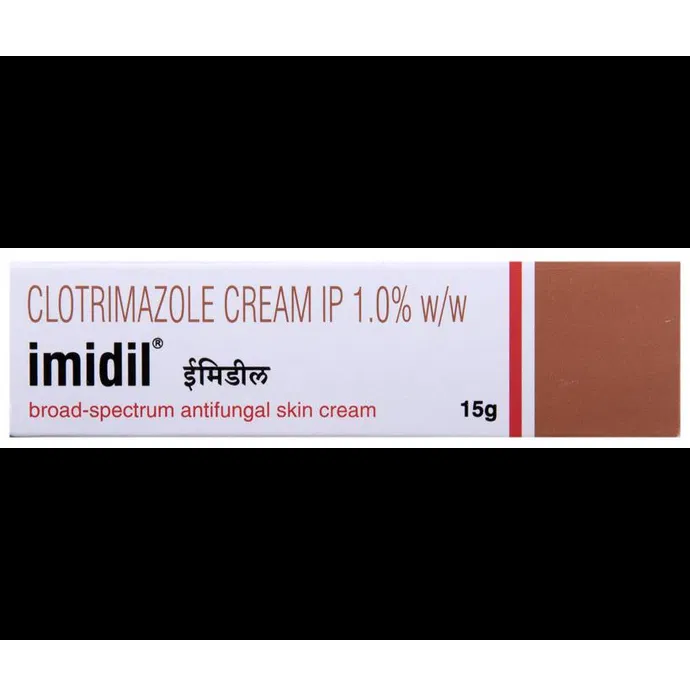 CLOTRIMAZOLE CREAM IP 1.0% w/w
imidil® ईमिडील
broad-spectrum antifungal skin cream 15g